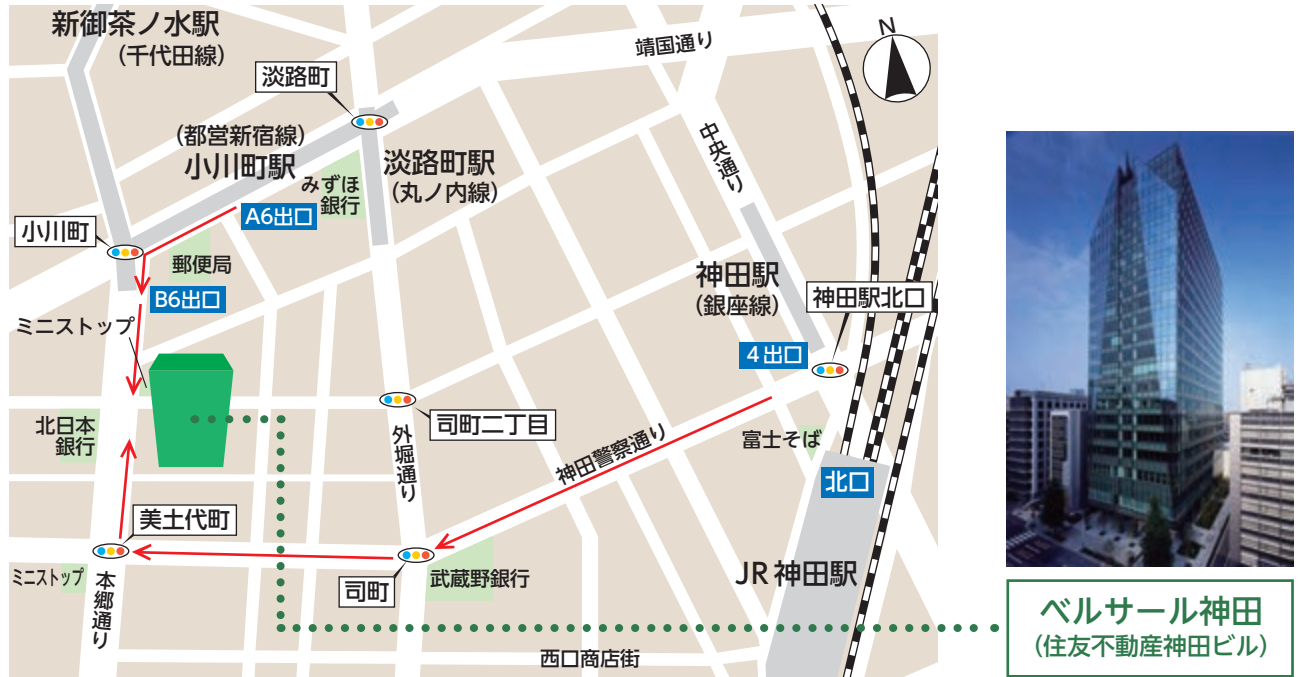 新御茶ノ水駅
(千代田線)
淡路町
靖国通り
N
(都営新宿線)
小川町駅
淡路町駅
(丸ノ内線)
みずほ
銀行
中央通り
A6出口
小川町
郵便局
B6出口
ミニストップ
神田駅
(銀座線)
神田駅北口
4出口
北日本
銀行
外堀通り
司町二丁目
神田警察通り
富士そば
北口
美土代町
ミニストップ
本郷通り
司町
武蔵野銀行
JR神田駅
西口商店街
ベルサール神田
(住友不動産神田ビル)